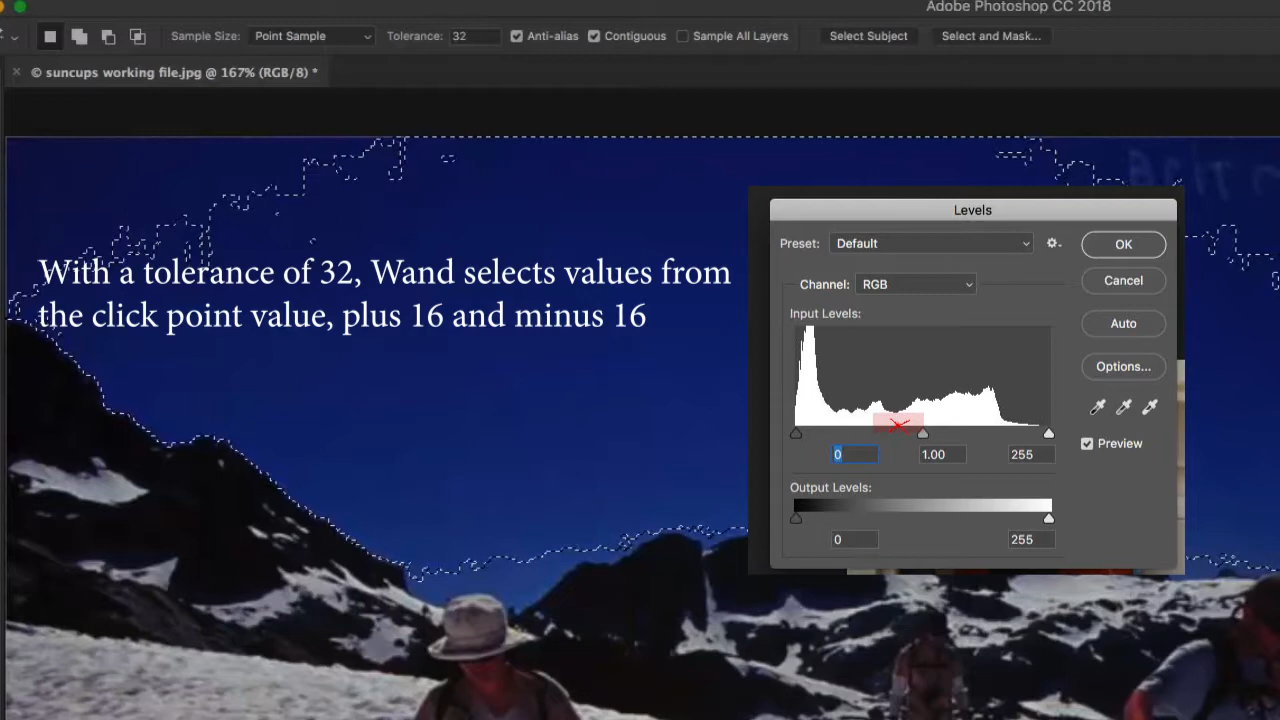 Adobe Photoshop CC 2018
Sample Size: Point Sample Tolerance: 32 Anti-alias Contiguous Sample All Layers Select Subject Select and Mask...
© suncups working file.jpg @ 167% (RGB/8) *
With a tolerance of 32, Wand selects values from
the click point value, plus 16 and minus 16
Levels
Preset: Default
OK
Channel: RGB
Cancel
Input Levels:
Auto
Options...
Preview
0 1.00 255
Output Levels:
0 255